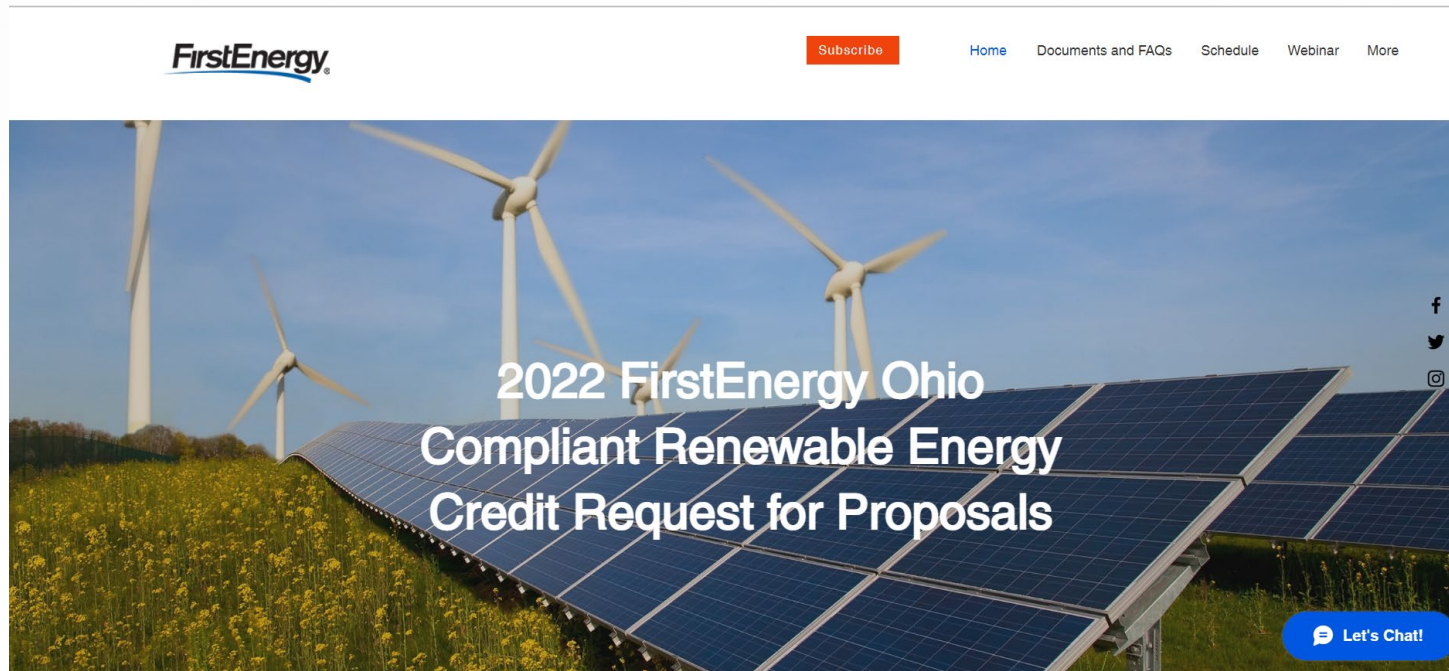 FirstEnergy®
Subscribe
Home Documents and FAQs Schedule Webinar More
2022 FirstEnergy Ohio
Compliant Renewable Energy
Credit Request for Proposals
Let's Chat!